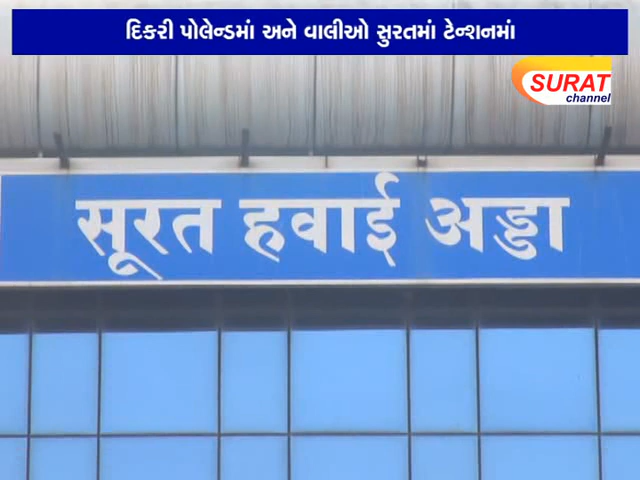 દિકરી પોલેન્ડમાં અને વાલીઓ સુરતમાં ટેન્શનમાં
SURAT
channel
सूरत हवाई अड्डा